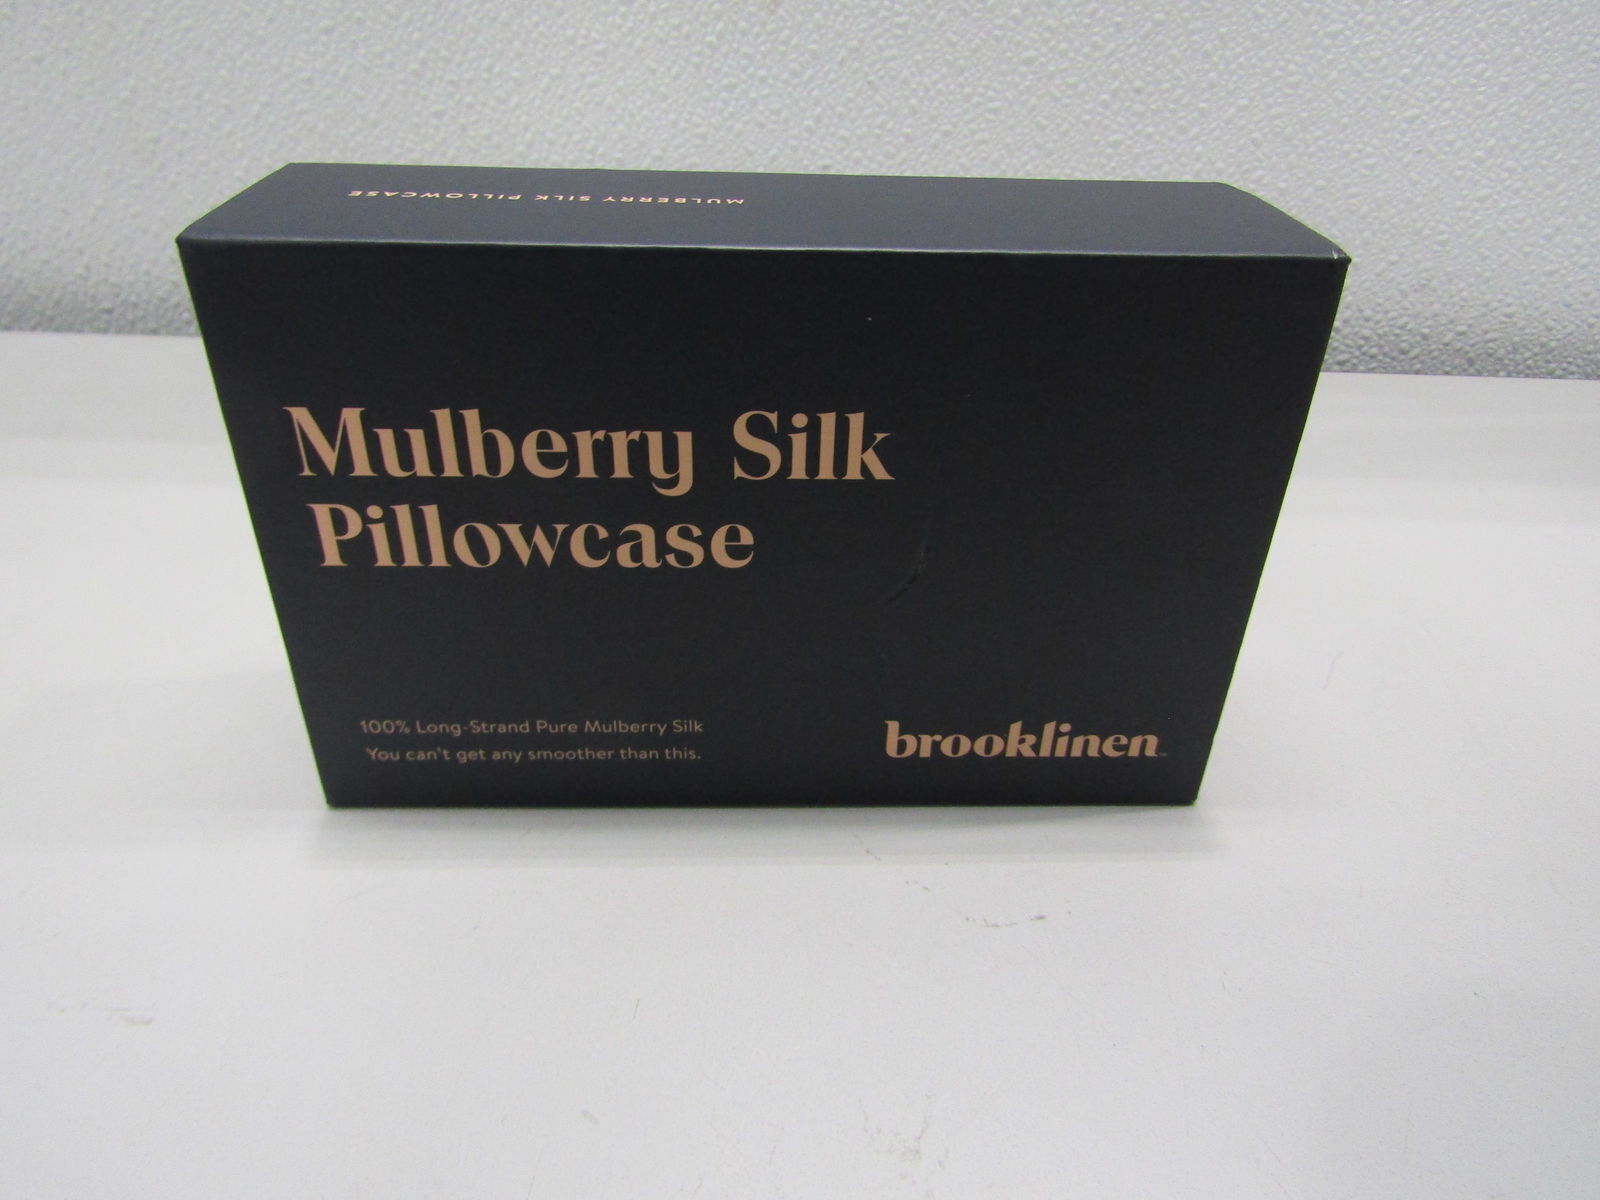 MULBERRY SILK PILLOWCASE
Mulberry Silk
Pillowcase
100% Long-Strand Pure Mulberry Silk
You can't get any smoother than this.
brooklinen™